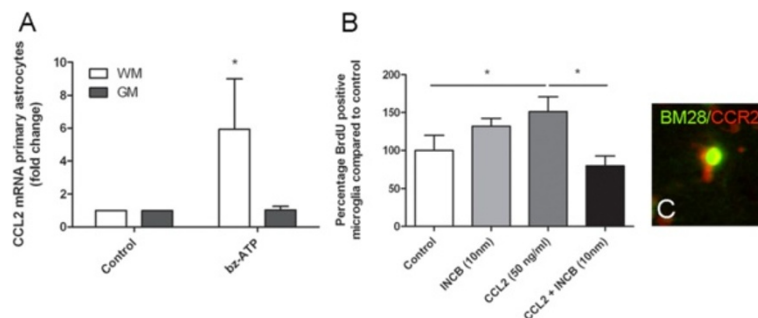 A
CCL2 mRNA primary astrocytes
(fold change)
10
8
6
4
2
0
WM
GM
*
Control
bz-ATP
B
Percentage BrdU positive
microglia compared to control
200
150
100
50
0
*
*
Control
INCB (10nm)
CCL2 (50 ng/ml)
CCL2 + INCB (10nm)
BM28/CCR2
C